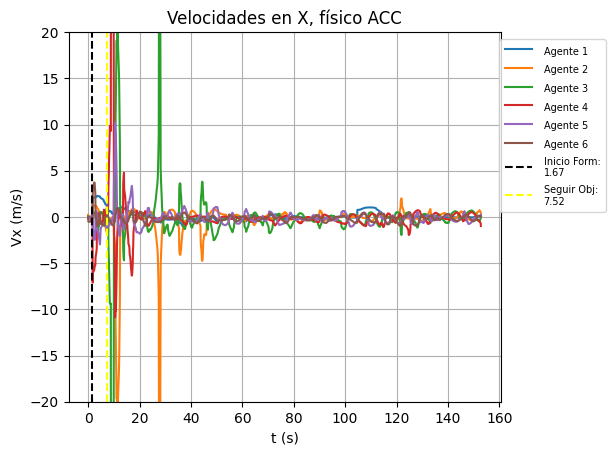 Velocidades en X, físico ACC
20
15
10
5
0
−5
−10
−15
−20
Vx (m/s)
0
20
40
60
80
100
120
140
160
t (s)
Agente 1
Agente 2
Agente 3
Agente 4
Agente 5
Agente 6
Inicio Form:
1.67
Seguir Obj:
7.52